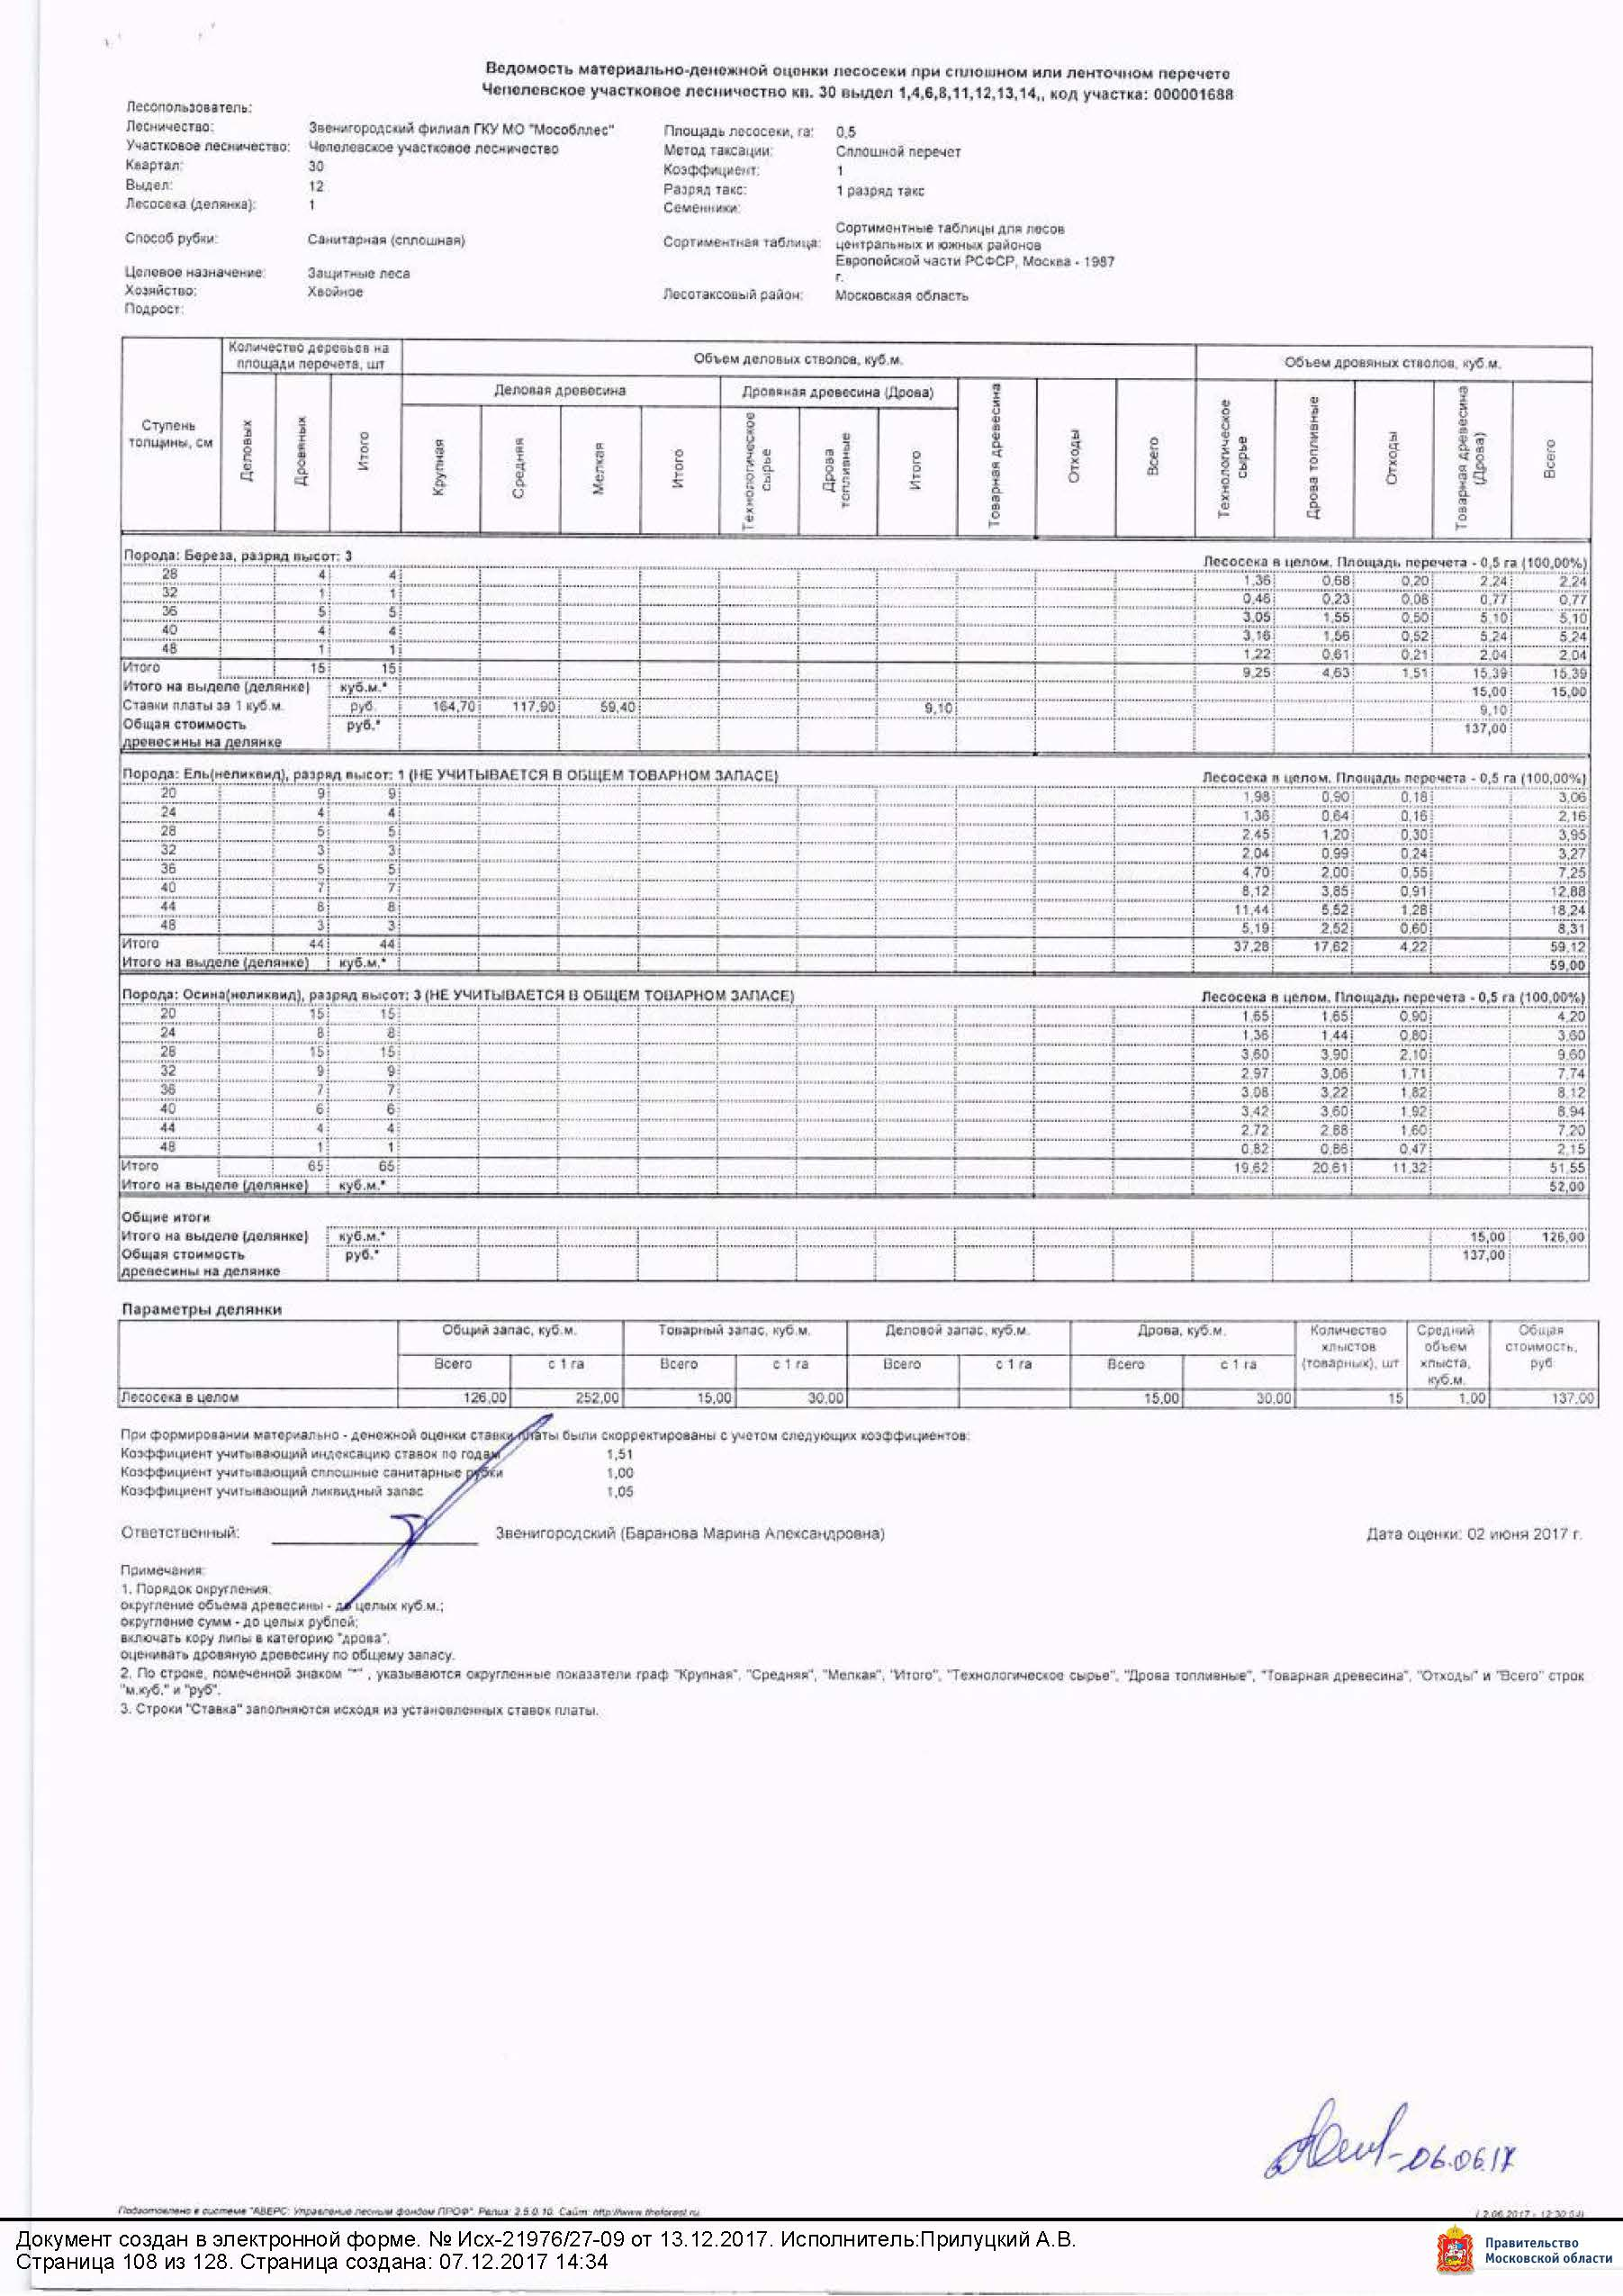 Ведомость материально-денежной оценки лесосеки при сплошном или ленточном перечете
Чепелевское участковое лесничество кв. 30 выдел 1,4,6,8,11,12,13,14,, код участка: 000001688
Лесопользователь:
Лесничество: Звенигородский филиал ГКУ МО "Мособллес" Площадь лесосеки, га: 0,5
Участковое лесничество: Чепелевское участковое лесничество Метод таксации: Сплошной перечет
Квартал: 30 Коэффициент: 1
Выдел: 12 Разряд такс: 1 разряд такс
Лесосека (делянка): 1 Семенники:
Способ рубки: Санитарная (сплошная) Сортиментная таблица: Сортиментные таблицы для лесов
центральных и южных районов
Европейской части РСФСР, Москва - 1987
г.
Целевое назначение: Защитные леса
Хозяйство: Хвойное Лесотаксовый район: Московская область
Подрост:
Ступень толщины, см Количество деревьев на площади перечета, шт Объем деловых стволов, куб.м. Объем дровяных стволов, куб.м.
Деловая древесина Дровяная древесина (Дрова)
Деловых Дровяных Итого Крупная Средняя Мелкая Итого Технологическое сырье Дрова топливные Итого Товарная древесина Отходы Всего Технологическое сырье Дрова топливные Отходы Товарная древесина (Дрова) Всего
Порода: Береза, разряд высот: 3 Лесосека в целом. Площадь перечета - 0,5 га (100,00%)
28 4 4 1,36 0,68 0,20 2,24 2,24
32 1 1 0,46 0,23 0,08 0,77 0,77
36 5 5 3,05 1,55 0,50 5,10 5,10
40 4 4 3,16 1,56 0,52 5,24 5,24
48 1 1 1,22 0,61 0,21 2,04 2,04
Итого 15 15 9,25 4,63 1,51 15,39 15,39
Итого на выделе (делянке) куб.м.* 15,00 15,00
Ставки платы за 1 куб.м. руб. 164,70 117,90 59,40 9,10 9,10
Общая стоимость древесины на делянке руб.* 137,00
Порода: Ель(неликвид), разряд высот: 1 (НЕ УЧИТЫВАЕТСЯ В ОБЩЕМ ТОВАРНОМ ЗАПАСЕ) Лесосека в целом. Площадь перечета - 0,5 га (100,00%)
20 9 9 1,98 0,90 0,18 3,06
24 4 4 1,36 0,64 0,16 2,16
28 5 5 2,45 1,20 0,30 3,95
32 3 3 2,04 0,99 0,24 3,27
36 5 5 4,70 2,00 0,55 7,25
40 7 7 8,12 3,85 0,91 12,88
44 8 8 11,44 5,52 1,28 18,24
48 3 3 5,19 2,52 0,60 8,31
Итого 44 44 37,28 17,62 4,22 59,12
Итого на выделе (делянке) куб.м.* 59,00
Порода: Осина(неликвид), разряд высот: 3 (НЕ УЧИТЫВАЕТСЯ В ОБЩЕМ ТОВАРНОМ ЗАПАСЕ) Лесосека в целом. Площадь перечета - 0,5 га (100,00%)
20 15 15 1,65 1,65 0,90 4,20
24 8 8 1,36 1,44 0,80 3,60
28 15 15 3,60 3,90 2,10 9,60
32 9 9 2,97 3,06 1,71 7,74
36 7 7 3,08 3,22 1,82 8,12
40 6 6 3,42 3,60 1,92 8,94
44 4 4 2,72 2,88 1,60 7,20
48 1 1 0,82 0,86 0,47 2,15
Итого 65 65 19,62 20,61 11,32 51,55
Итого на выделе (делянке) куб.м.* 52,00
Общие итоги
Итого на выделе (делянке) куб.м.* 15,00 126,00
Общая стоимость древесины на делянке руб.* 137,00
Параметры делянки
Общий запас, куб.м. Товарный запас, куб.м. Деловой запас, куб.м. Дрова, куб.м. Количество хлыстов (товарных), шт Средний объем хлыста, куб.м. Общая стоимость, руб
Всего с 1 га Всего с 1 га Всего с 1 га Всего с 1 га
Лесосека в целом 126,00 252,00 15,00 30,00 15,00 30,00 15 1,00 137,00
При формировании материально - денежной оценки ставки платы были скорректированы с учетом следующих коэффициентов:
Коэффициент учитывающий индексацию ставок по годам 1,51
Коэффициент учитывающий сплошные санитарные рубки 1,00
Коэффициент учитывающий ликвидный запас 1,05
Ответственный: Звенигородский (Баранова Марина Александровна) Дата оценки: 02 июня 2017 г.
Примечания:
1. Порядок округления:
округление объема древесины - до целых куб.м.;
округление сумм - до целых рублей;
включать кору липы в категорию "дрова".
оценивать дровяную древесину по общему запасу.
2. По строке, помеченной знаком "*" , указываются округленные показатели граф "Крупная", "Средняя", "Мелкая", "Итого", "Технологическое сырье", "Дрова топливные", "Товарная древесина", "Отходы" и "Всего" строк
"м.куб." и "руб".
3. Строки "Ставка" заполняются исходя из установленных ставок платы.
06.06.17
Подготовлено в системе "АВЕРС: Управление лесным фондом ПРО". Релиз: 2.5.0.10. Сайт: http://www.theforest.ru
Документ создан в электронной форме. № Исх-21976/27-09 от 13.12.2017. Исполнитель:Прилуцкий А.В.
Страница 108 из 128. Страница создана: 07.12.2017 14:34
Правительство
Московской области